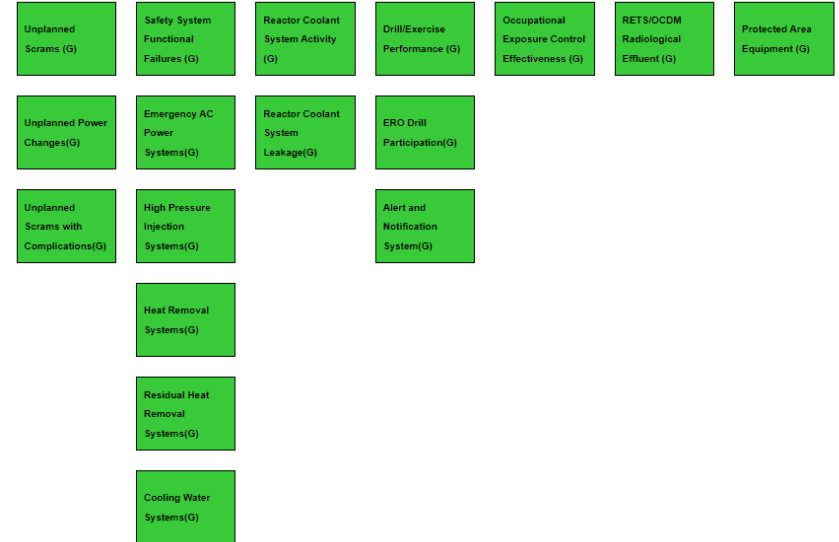 Unplanned
Scrams (G)
Safety System
Functional
Failures (G)
Reactor Coolant
System Activity
(G)
Drill/Exercise
Performance (G)
Occupational
Exposure Control
Effectiveness (G)
RETS/OCDM
Radiological
Effluent (G)
Protected Area
Equipment (G)
Unplanned Power
Changes(G)
Emergency AC
Power
Systems(G)
Reactor Coolant
System
Leakage(G)
ERO Drill
Participation(G)
Unplanned
Scrams with
Complications(G)
High Pressure
Injection
Systems(G)
Alert and
Notification
System(G)
Heat Removal
Systems(G)
Residual Heat
Removal
Systems(G)
Cooling Water
Systems(G)